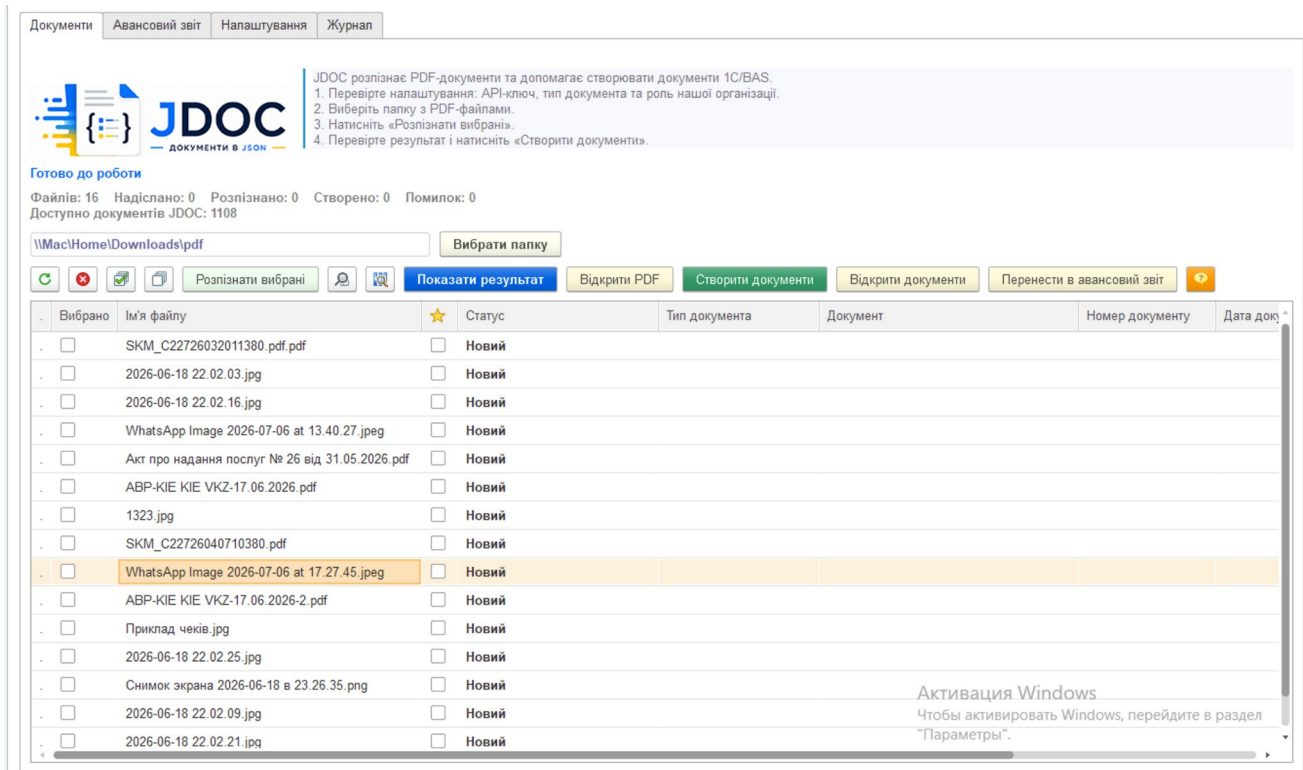 Документи Авансовий звіт Налаштування Журнал
JDOC розпізнає PDF-документи та допомагає створювати документи 1С/BAS.
1. Перевірте налаштування: API-ключ, тип документа та роль нашої організації.
2. Виберіть папку з PDF-файлами.
3. Натисніть «Розпізнати вибрані».
4. Перевірте результат і натисніть «Створити документи».
{...} JDOC
ДОКУМЕНТИ В JSON
Готово до роботи
Файлів: 16 Надіслано: 0 Розпізнано: 0 Створено: 0 Помилок: 0
Доступно документів JDOC: 1108
\\Mac\Home\Downloads\pdf Вибрати папку
Розпізнати вибрані Показати результат Відкрити PDF Створити документи Відкрити документи Перенести в авансовий звіт ?
. Вибрано Ім'я файлу Статус Тип документа Документ Номер документу Дата доку
. SKM_C22726032011380.pdf.pdf Новий
. 2026-06-18 22.02.03.jpg Новий
. 2026-06-18 22.02.16.jpg Новий
. WhatsApp Image 2026-07-06 at 13.40.27.jpeg Новий
. Акт про надання послуг № 26 від 31.05.2026.pdf Новий
. ABP-KIE KIE VKZ-17.06.2026.pdf Новий
. 1323.jpg Новий
. SKM_C22726040710380.pdf Новий
. WhatsApp Image 2026-07-06 at 17.27.45.jpeg Новий
. ABP-KIE KIE VKZ-17.06.2026-2.pdf Новий
. Приклад чеків.jpg Новий
. 2026-06-18 22.02.25.jpg Новий
. Снимок экрана 2026-06-18 в 23.26.35.png Новий
. 2026-06-18 22.02.09.jpg Новий
. 2026-06-18 22.02.21.jpg Новий
Активация Windows
Чтобы активировать Windows, перейдите в раздел
"Параметры".